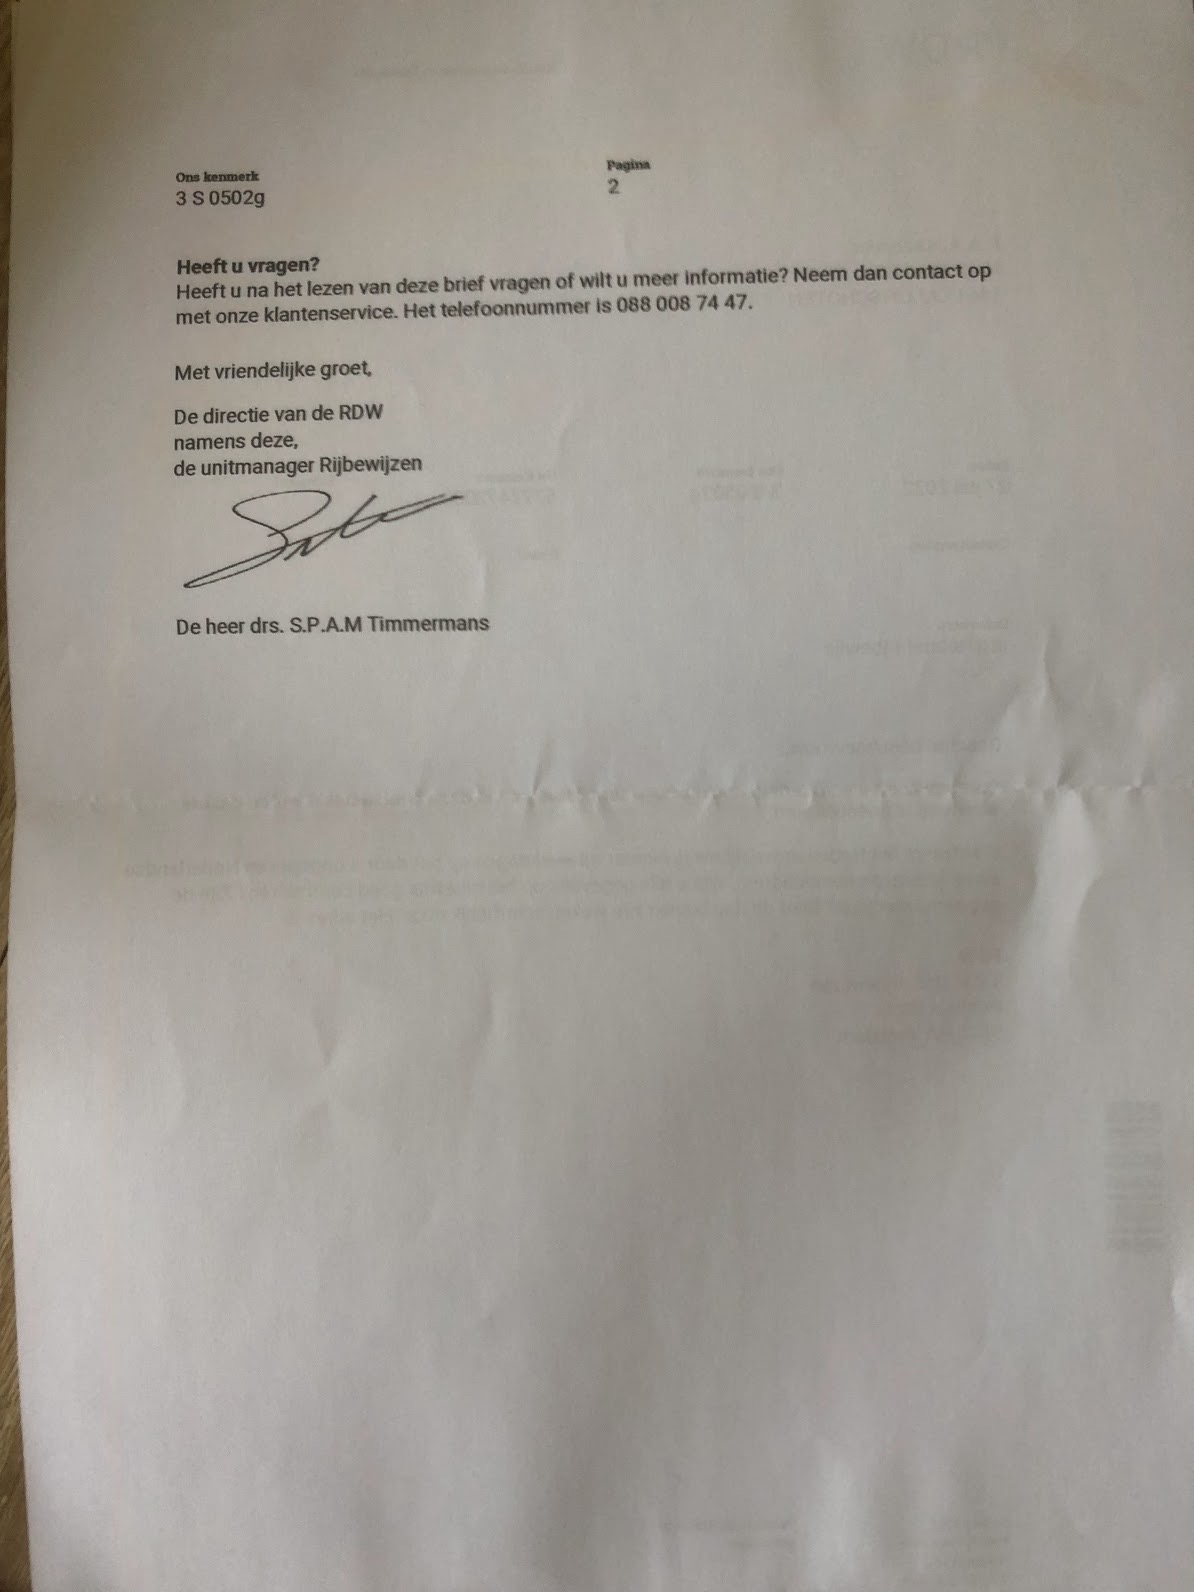 Ons kenmerk
3 S 0502g
Pagina
2
Heeft u vragen?
Heeft u na het lezen van deze brief vragen of wilt u meer informatie? Neem dan contact op
met onze klantenservice. Het telefoonnummer is 088 008 74 47.
Met vriendelijke groet,
De directie van de RDW
namens deze,
de unitmanager Rijbewijzen
De heer drs. S.P.A.M Timmermans